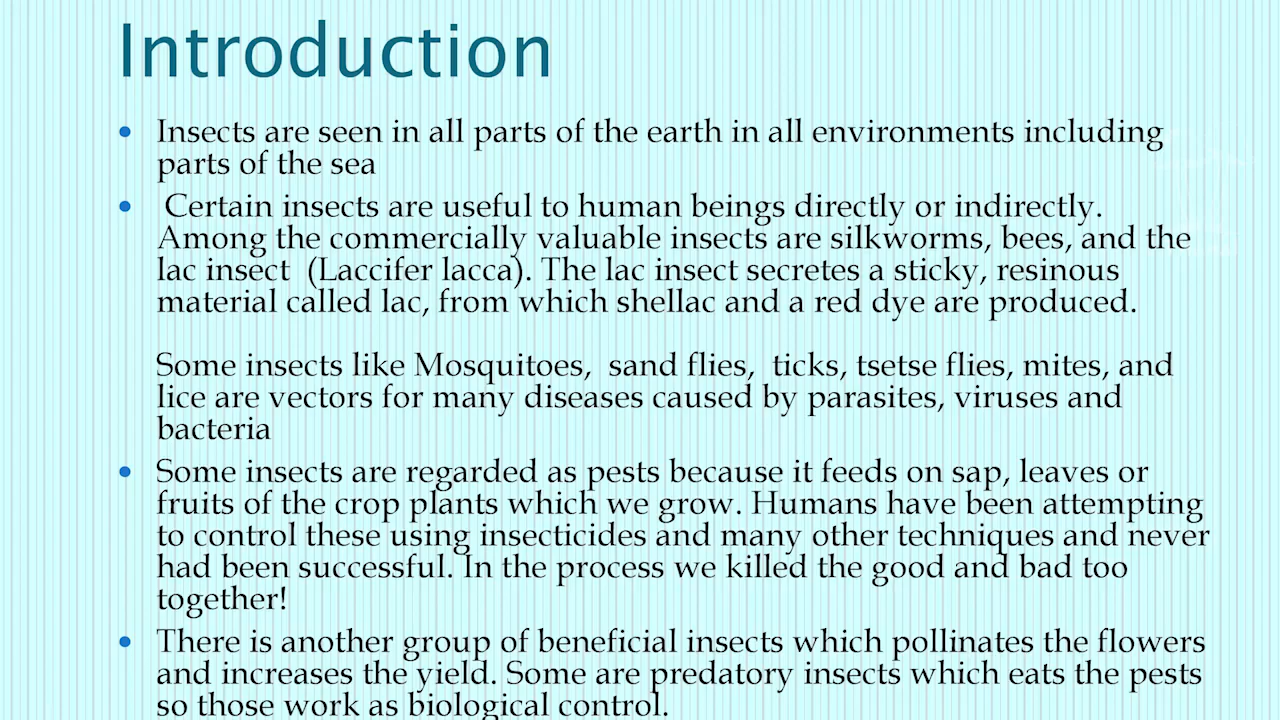 Introduction
• Insects are seen in all parts of the earth in all environments including
parts of the sea
• Certain insects are useful to human beings directly or indirectly.
Among the commercially valuable insects are silkworms, bees, and the
lac insect  (Laccifer lacca). The lac insect secretes a sticky, resinous
material called lac, from which shellac and a red dye are produced.
Some insects like Mosquitoes,  sand flies,  ticks, tsetse flies, mites, and
lice are vectors for many diseases caused by parasites, viruses and
bacteria
• Some insects are regarded as pests because it feeds on sap, leaves or
fruits of the crop plants which we grow. Humans have been attempting
to control these using insecticides and many other techniques and never
had been successful. In the process we killed the good and bad too
together!
• There is another group of beneficial insects which pollinates the flowers
and increases the yield. Some are predatory insects which eats the pests
so those work as biological control.